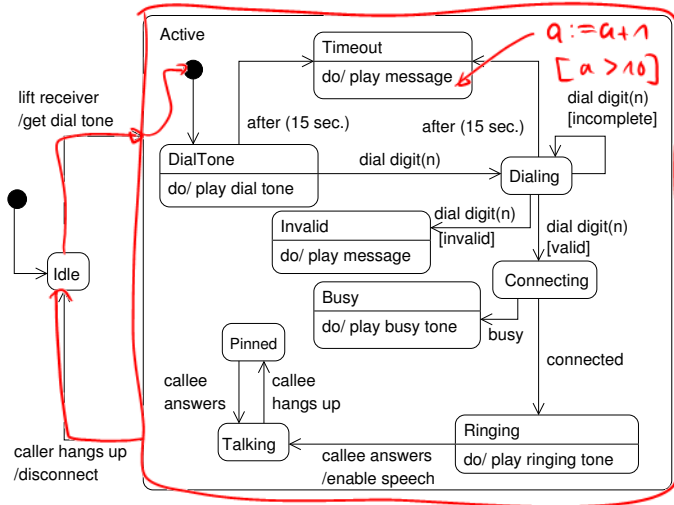 Active
Timeout
do/ play message
a:=a+1
[a>10]
lift receiver
/get dial tone
after (15 sec.)
after (15 sec.)
dial digit(n)
[incomplete]
DialTone
do/ play dial tone
dial digit(n)
Dialing
Invalid
do/ play message
dial digit(n)
[invalid]
dial digit(n)
[valid]
Idle
Connecting
Busy
do/ play busy tone
busy
Pinned
connected
callee
answers
callee
hangs up
Talking
callee answers
/enable speech
Ringing
do/ play ringing tone
caller hangs up
/disconnect